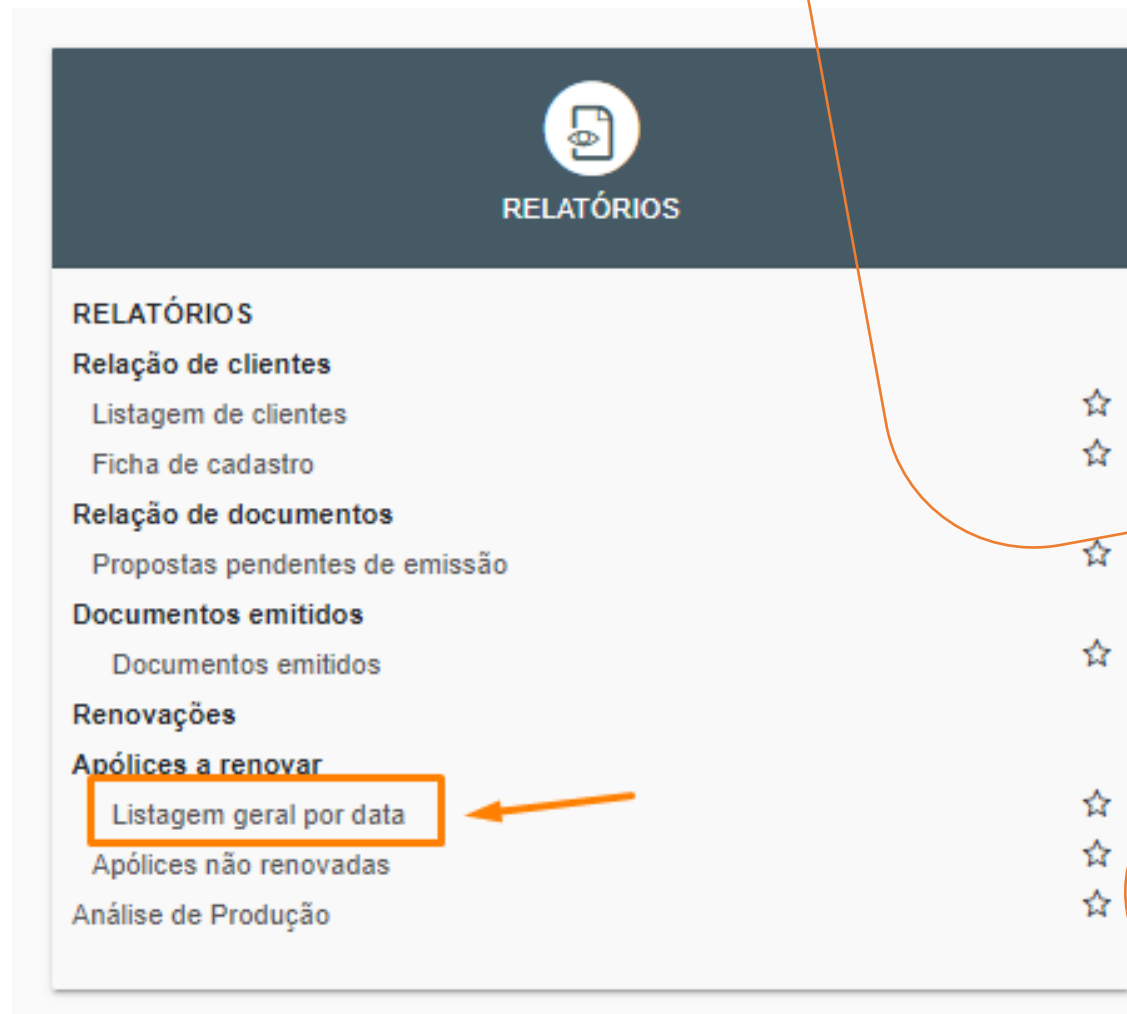 RELATÓRIOS
RELATÓRIOS
Relação de clientes
Listagem de clientes
Ficha de cadastro
Relação de documentos
Propostas pendentes de emissão
Documentos emitidos
Documentos emitidos
Renovações
Apólices a renovar
Listagem geral por data
Apólices não renovadas
Análise de Produção